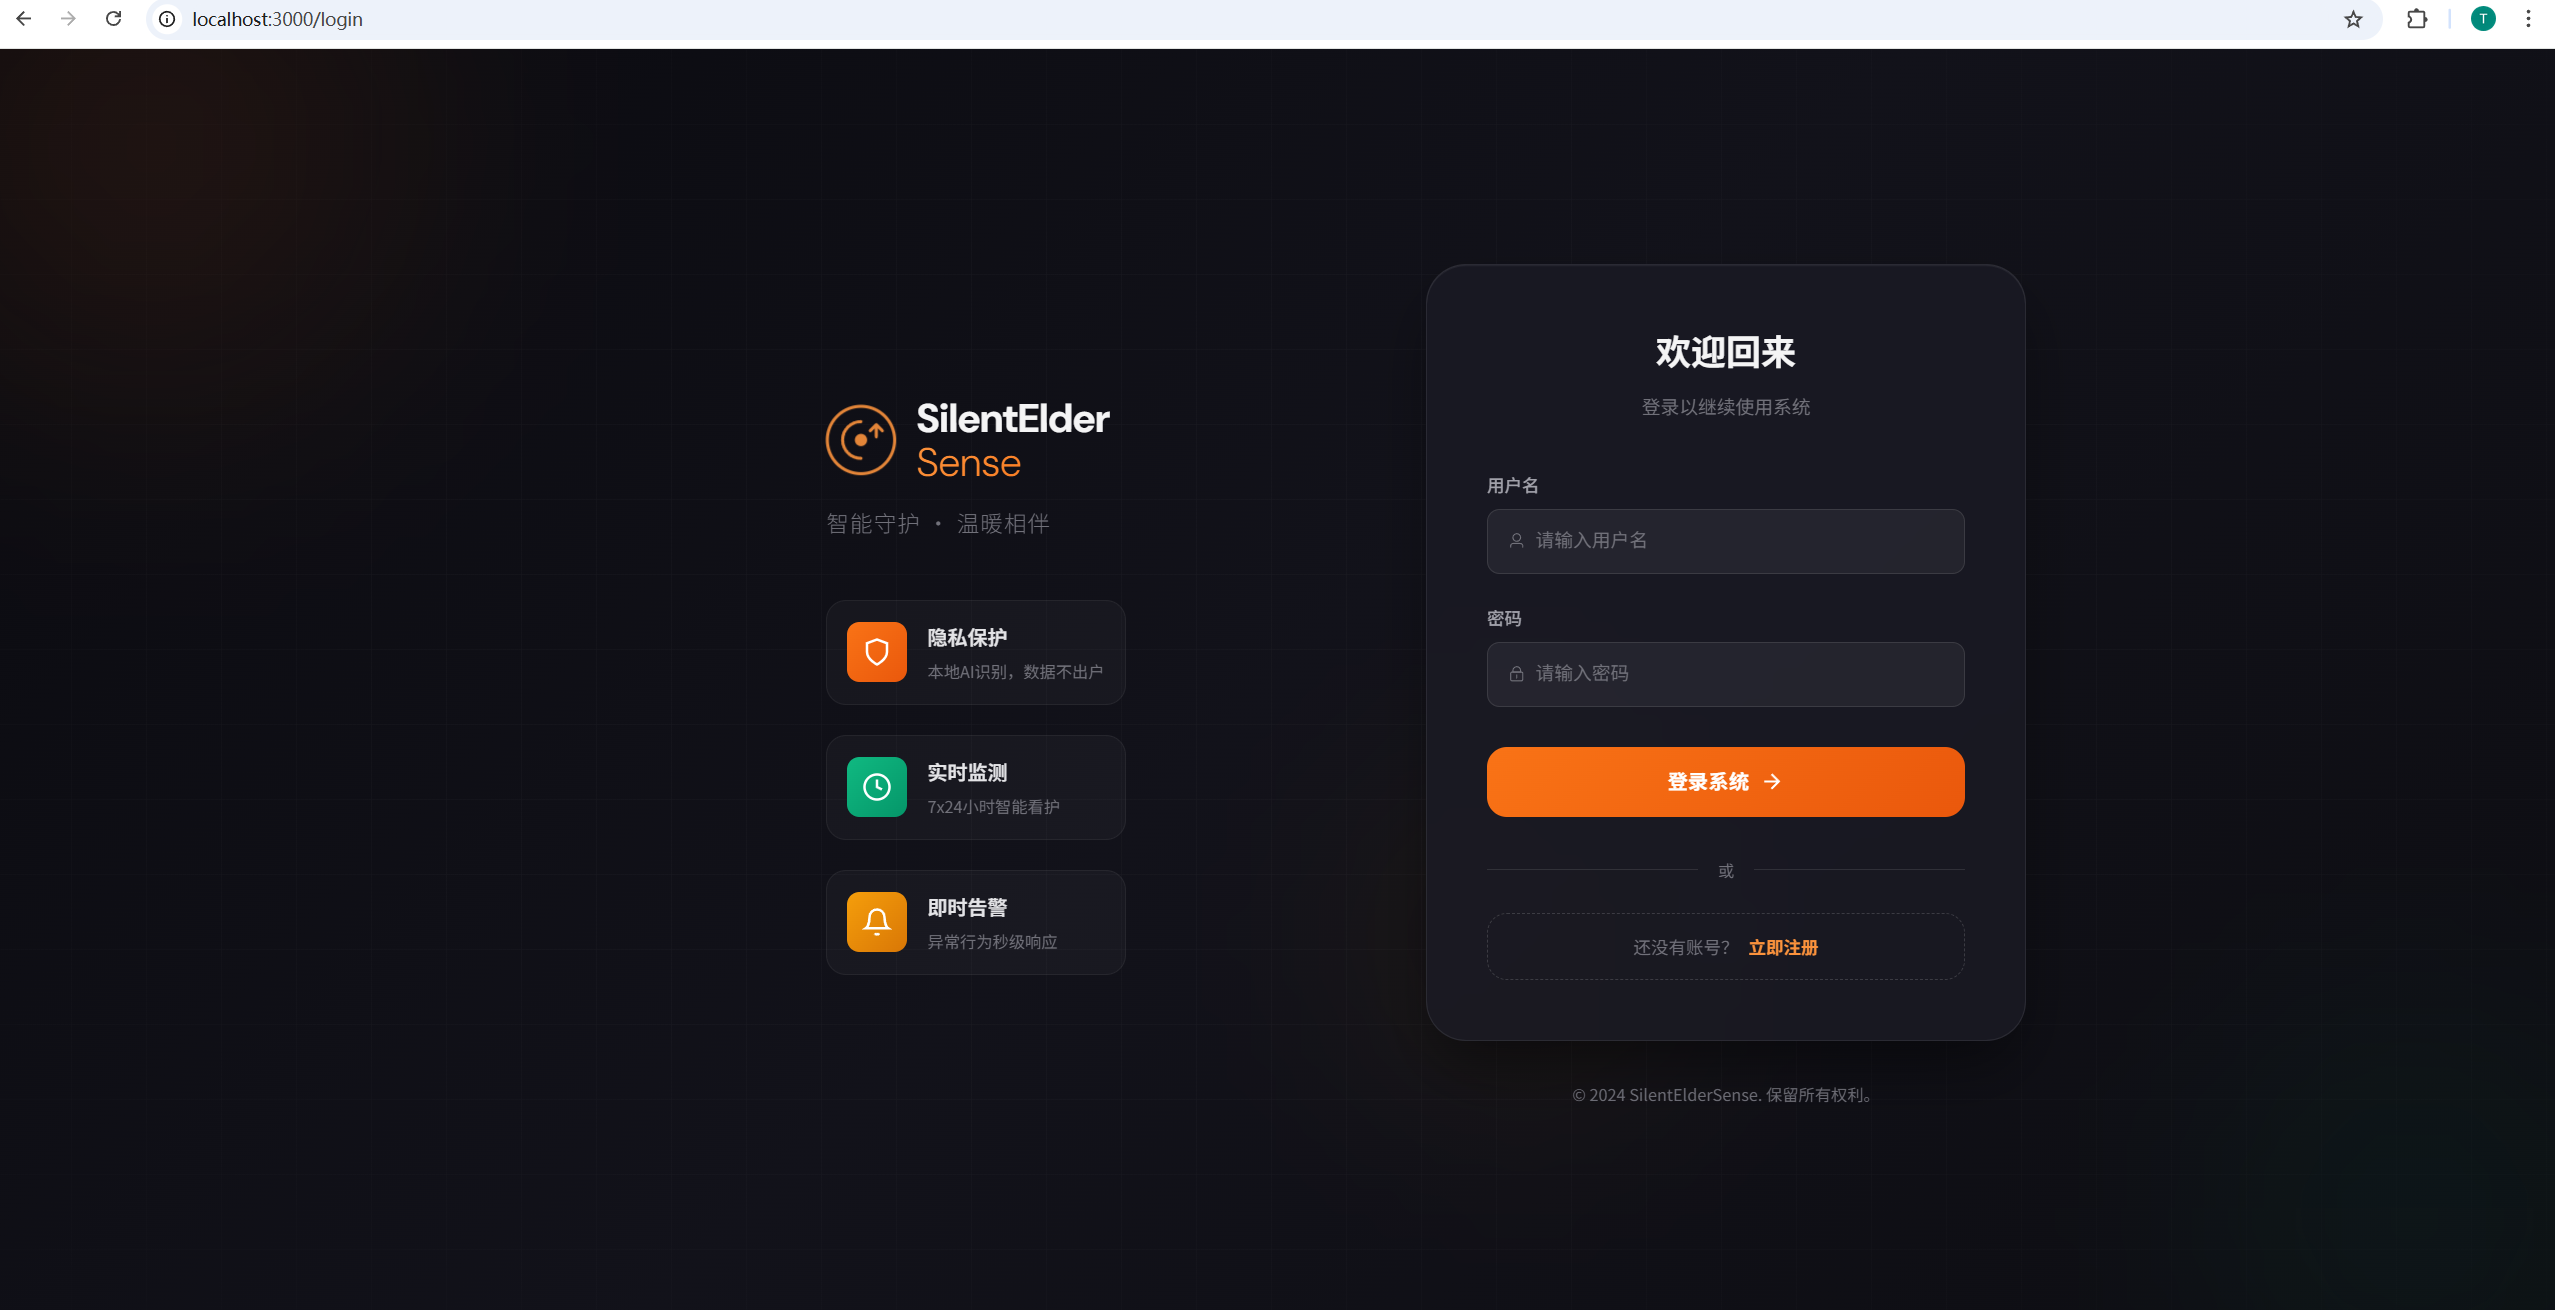 localhost:3000/login
T
SilentElder
Sense
智能守护 · 温暖相伴
隐私保护
本地AI识别，数据不出户
实时监测
7x24小时智能看护
即时告警
异常行为秒级响应
欢迎回来
登录以继续使用系统
用户名
请输入用户名
密码
请输入密码
登录系统 →
或
还没有账号？ 立即注册
© 2024 SilentElderSense. 保留所有权利。